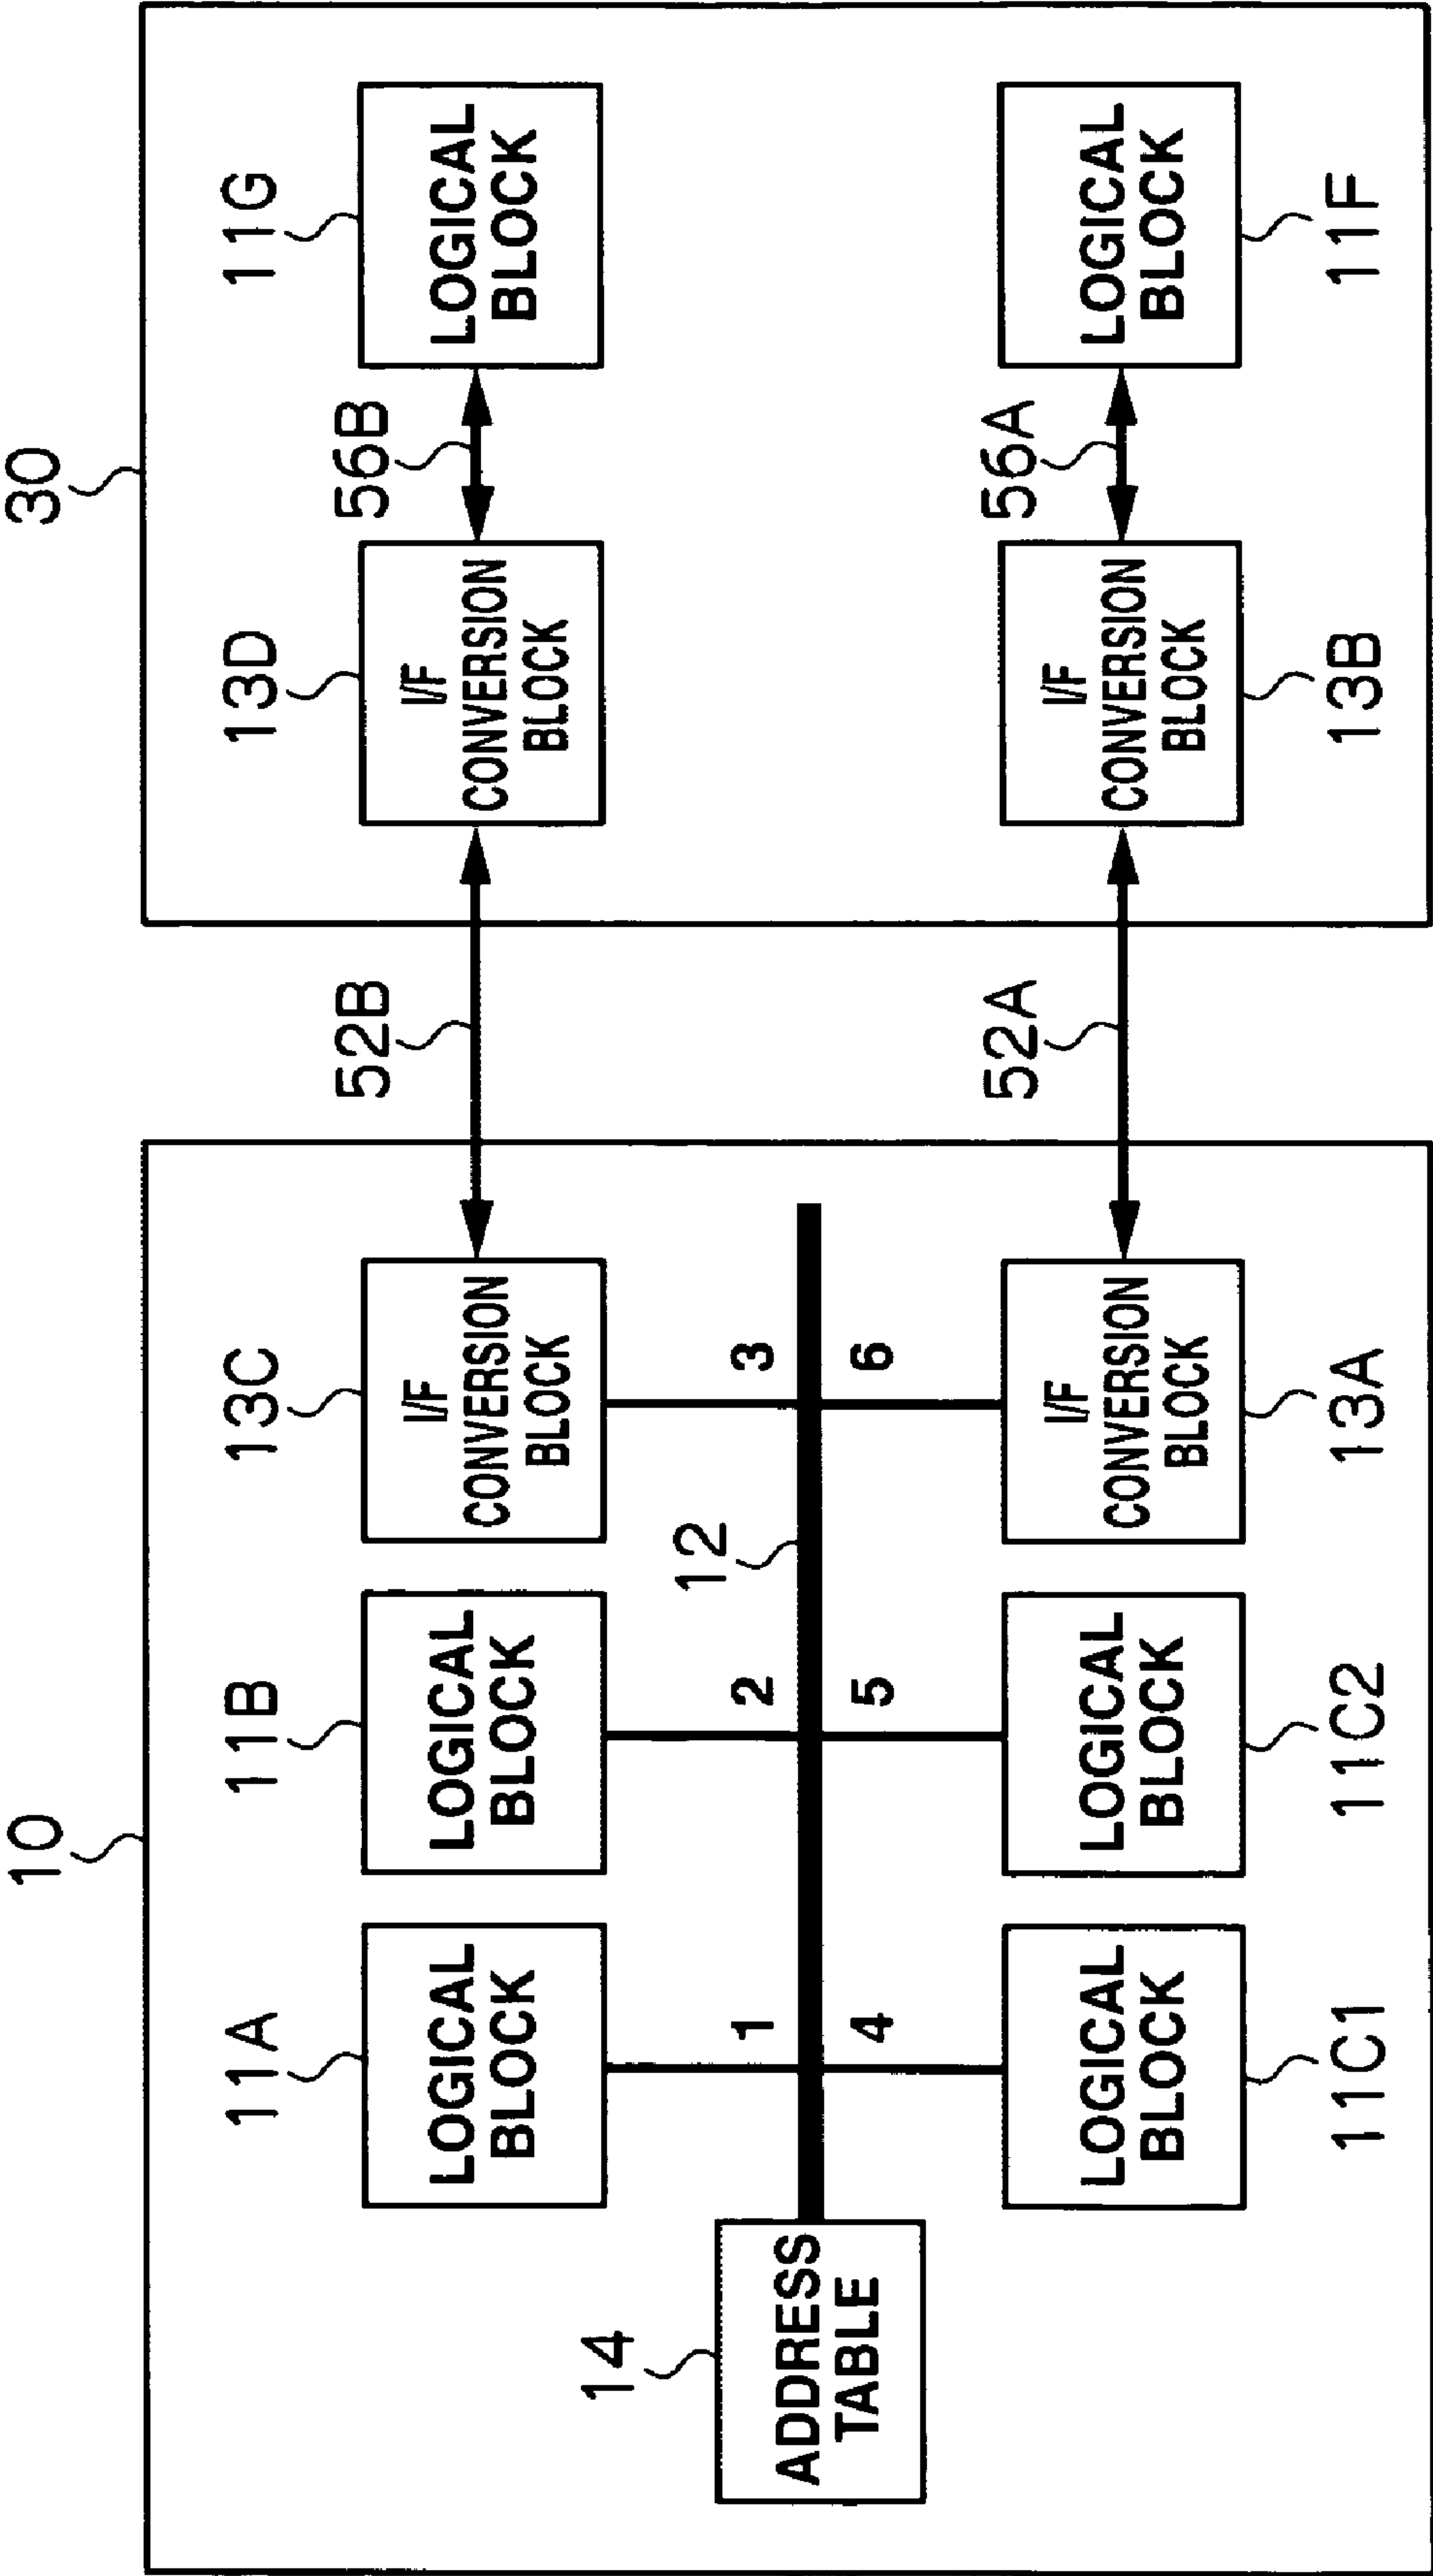 10
30
11A
11B
13C
13D
11G
52B
56B
LOGICAL
BLOCK
LOGICAL
BLOCK
I/F
CONVERSION
BLOCK
I/F
CONVERSION
BLOCK
LOGICAL
BLOCK
14
ADDRESS
TABLE
12
1
2
3
4
5
6
52A
56A
LOGICAL
BLOCK
LOGICAL
BLOCK
I/F
CONVERSION
BLOCK
I/F
CONVERSION
BLOCK
LOGICAL
BLOCK
11C1
11C2
13A
13B
11F